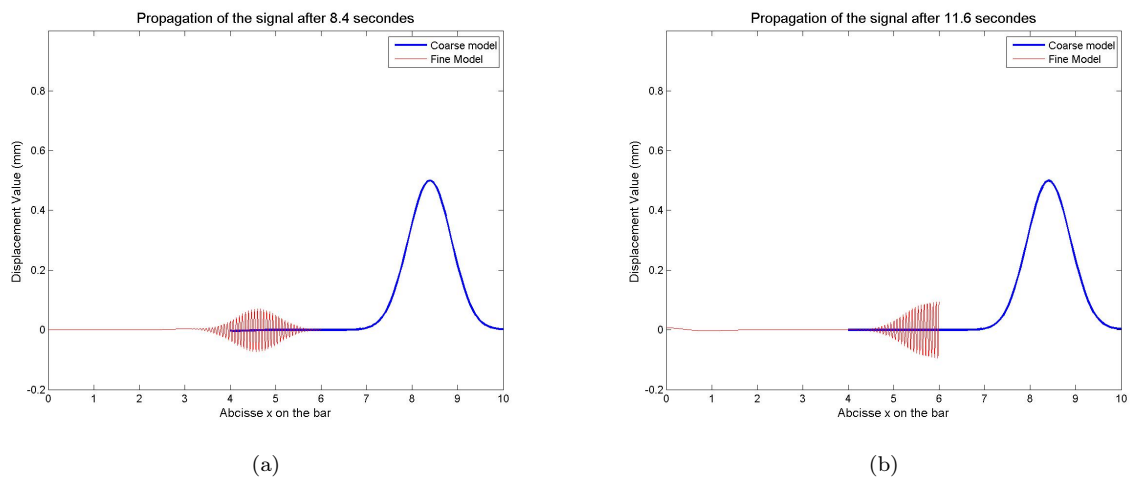 Propagation of the signal after 8.4 secondes
Coarse model
Fine Model
0.8
0.6
0.4
0.2
0
-0.2
Displacement Value (mm)
0 1 2 3 4 5 6 7 8 9 10
Abcisse x on the bar
(a)
Propagation of the signal after 11.6 secondes
Coarse model
Fine Model
0.8
0.6
0.4
0.2
0
-0.2
Displacement Value (mm)
0 1 2 3 4 5 6 7 8 9 10
Abcisse x on the bar
(b)